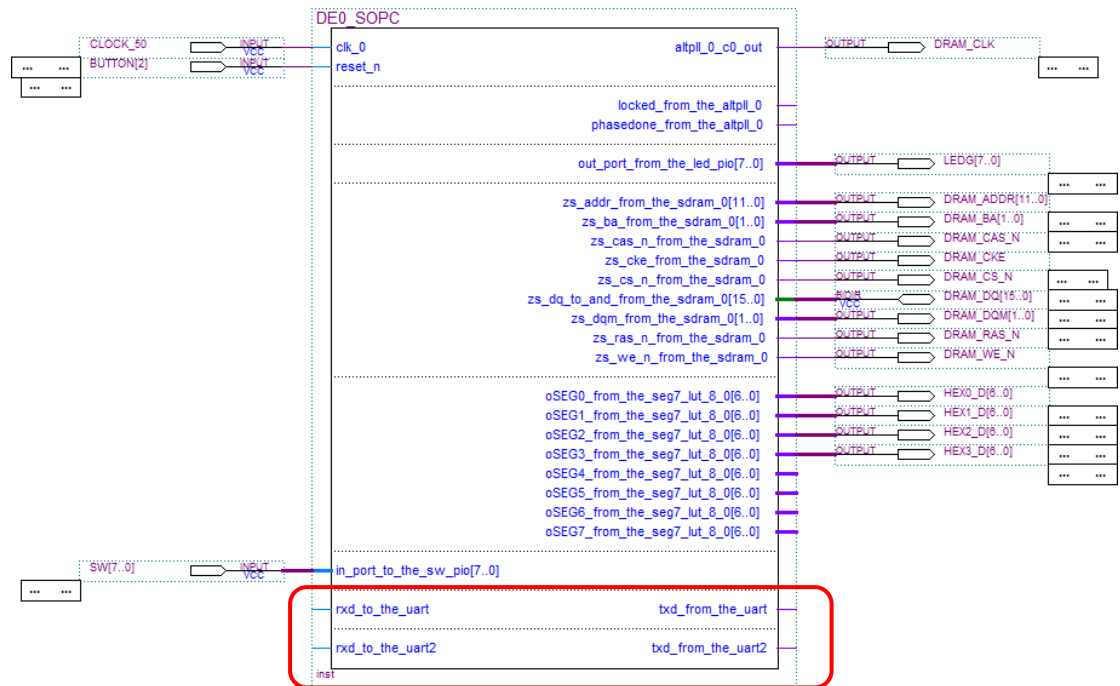 DE0_SOPC
CLOCK_50 INPUT VCC clk_0 altpll_0_c0_out OUTPUT DRAM_CLK
BUTTON[2] INPUT VCC reset_n
... ...
... ...
... ...
locked_from_the_altpll_0
phasedone_from_the_altpll_0
out_port_from_the_led_pio[7..0] OUTPUT LEDG[7..0]
... ...
zs_addr_from_the_sdram_0[11..0] OUTPUT DRAM_ADDR[11..0]
zs_ba_from_the_sdram_0[1..0] OUTPUT DRAM_BA[1..0] ... ...
zs_cas_n_from_the_sdram_0 OUTPUT DRAM_CAS_N ... ...
zs_cke_from_the_sdram_0 OUTPUT DRAM_CKE
zs_cs_n_from_the_sdram_0 OUTPUT DRAM_CS_N ... ...
zs_dq_to_and_from_the_sdram_0[15..0] BIDIR VCC DRAM_DQ[15..0] ... ...
zs_dqm_from_the_sdram_0[1..0] OUTPUT DRAM_DQM[1..0] ... ...
zs_ras_n_from_the_sdram_0 OUTPUT DRAM_RAS_N ... ...
zs_we_n_from_the_sdram_0 OUTPUT DRAM_WE_N
... ...
oSEG0_from_the_seg7_lut_8_0[6..0] OUTPUT HEX0_D[6..0]
oSEG1_from_the_seg7_lut_8_0[6..0] OUTPUT HEX1_D[6..0] ... ...
oSEG2_from_the_seg7_lut_8_0[6..0] OUTPUT HEX2_D[6..0] ... ...
oSEG3_from_the_seg7_lut_8_0[6..0] OUTPUT HEX3_D[6..0] ... ...
oSEG4_from_the_seg7_lut_8_0[6..0] ... ...
oSEG5_from_the_seg7_lut_8_0[6..0]
oSEG6_from_the_seg7_lut_8_0[6..0]
oSEG7_from_the_seg7_lut_8_0[6..0]
SW[7..0] INPUT VCC in_port_to_the_sw_pio[7..0]
... ...
rxd_to_the_uart txd_from_the_uart
rxd_to_the_uart2 txd_from_the_uart2
inst